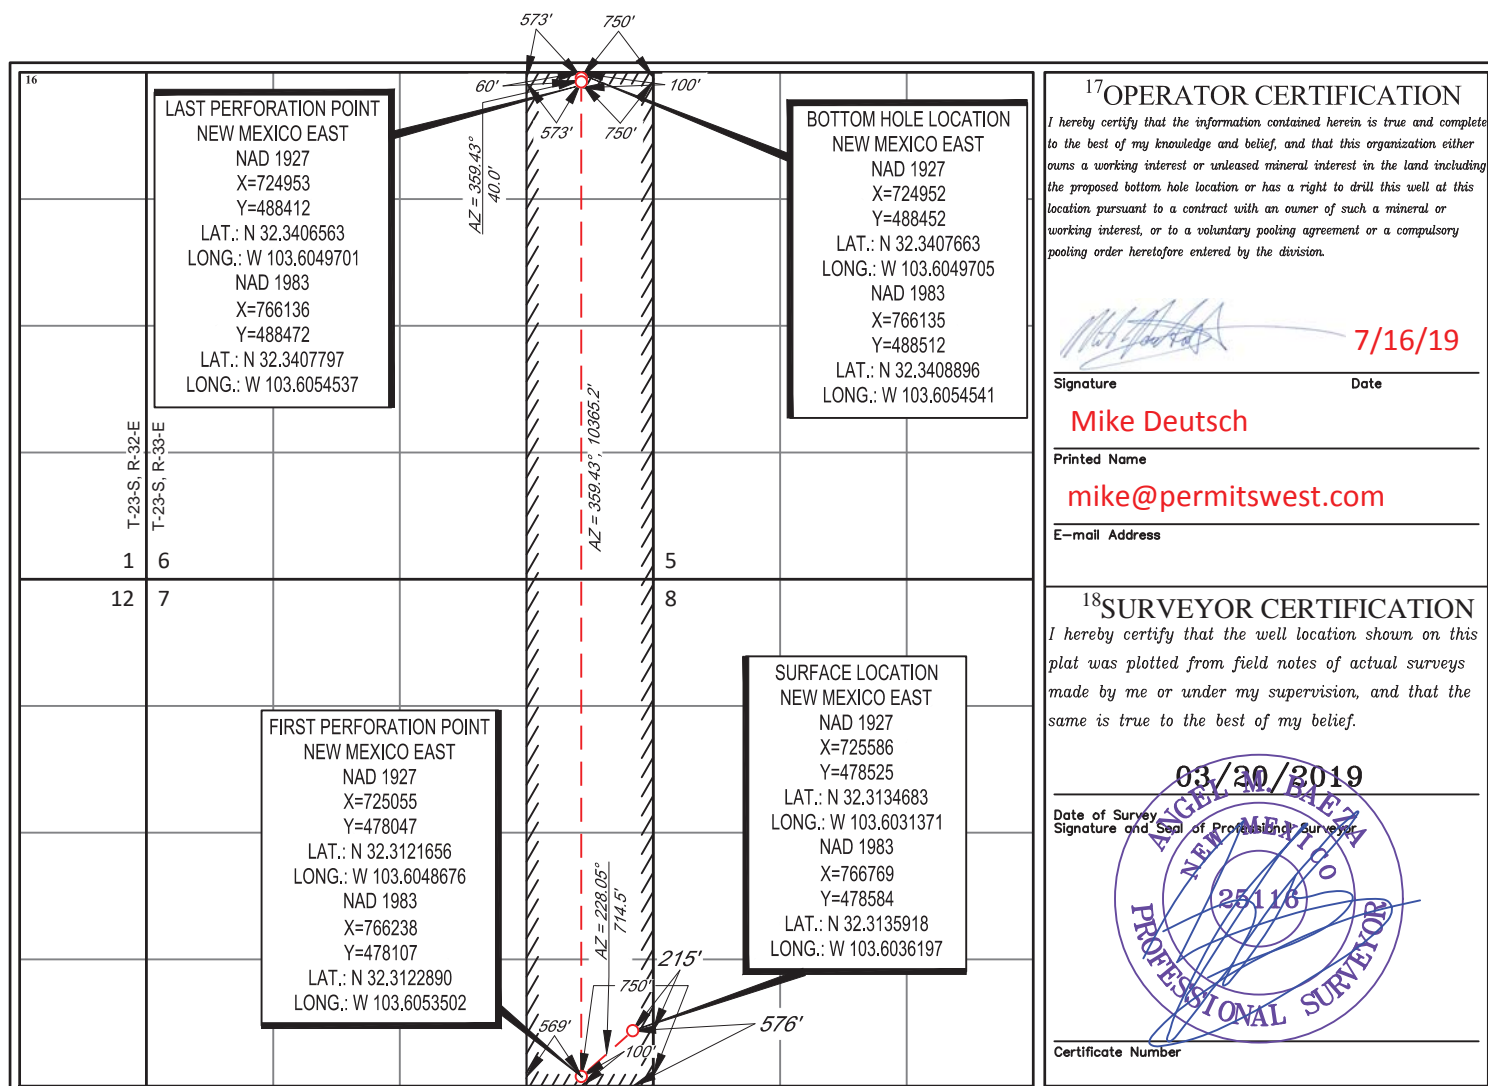 573'
750'
16
60'
100'
573'
750'
LAST PERFORATION POINT
NEW MEXICO EAST
NAD 1927
X=724953
Y=488412
LAT.: N 32.3406563
LONG.: W 103.6049701
NAD 1983
X=766136
Y=488472
LAT.: N 32.3407797
LONG.: W 103.6054537
AZ = 359.43°
40.0'
BOTTOM HOLE LOCATION
NEW MEXICO EAST
NAD 1927
X=724952
Y=488452
LAT.: N 32.3407663
LONG.: W 103.6049705
NAD 1983
X=766135
Y=488512
LAT.: N 32.3408896
LONG.: W 103.6054541
AZ = 359.43°, 10365.2'
T-23-S, R-32-E
T-23-S, R-33-E
1
6
5
12
7
8
FIRST PERFORATION POINT
NEW MEXICO EAST
NAD 1927
X=725055
Y=478047
LAT.: N 32.3121656
LONG.: W 103.6048676
NAD 1983
X=766238
Y=478107
LAT.: N 32.3122890
LONG.: W 103.6053502
SURFACE LOCATION
NEW MEXICO EAST
NAD 1927
X=725586
Y=478525
LAT.: N 32.3134683
LONG.: W 103.6031371
NAD 1983
X=766769
Y=478584
LAT.: N 32.3135918
LONG.: W 103.6036197
AZ = 228.05°
714.5'
215'
750'
576'
569'
100'
17 OPERATOR CERTIFICATION
I hereby certify that the information contained herein is true and complete
to the best of my knowledge and belief, and that this organization either
owns a working interest or unleased mineral interest in the land including
the proposed bottom hole location or has a right to drill this well at this
location pursuant to a contract with an owner of such a mineral or
working interest, or to a voluntary pooling agreement or a compulsory
pooling order heretofore entered by the division.
7/16/19
Signature Date
Mike Deutsch
Printed Name
mike@permitswest.com
E-mail Address
18 SURVEYOR CERTIFICATION
I hereby certify that the well location shown on this
plat was plotted from field notes of actual surveys
made by me or under my supervision, and that the
same is true to the best of my belief.
03/20/2019
Date of Survey
Signature and Seal of Professional Surveyor
ANGEL M. BAEZA
NEW MEXICO
25116
PROFESSIONAL SURVEYOR
Certificate Number